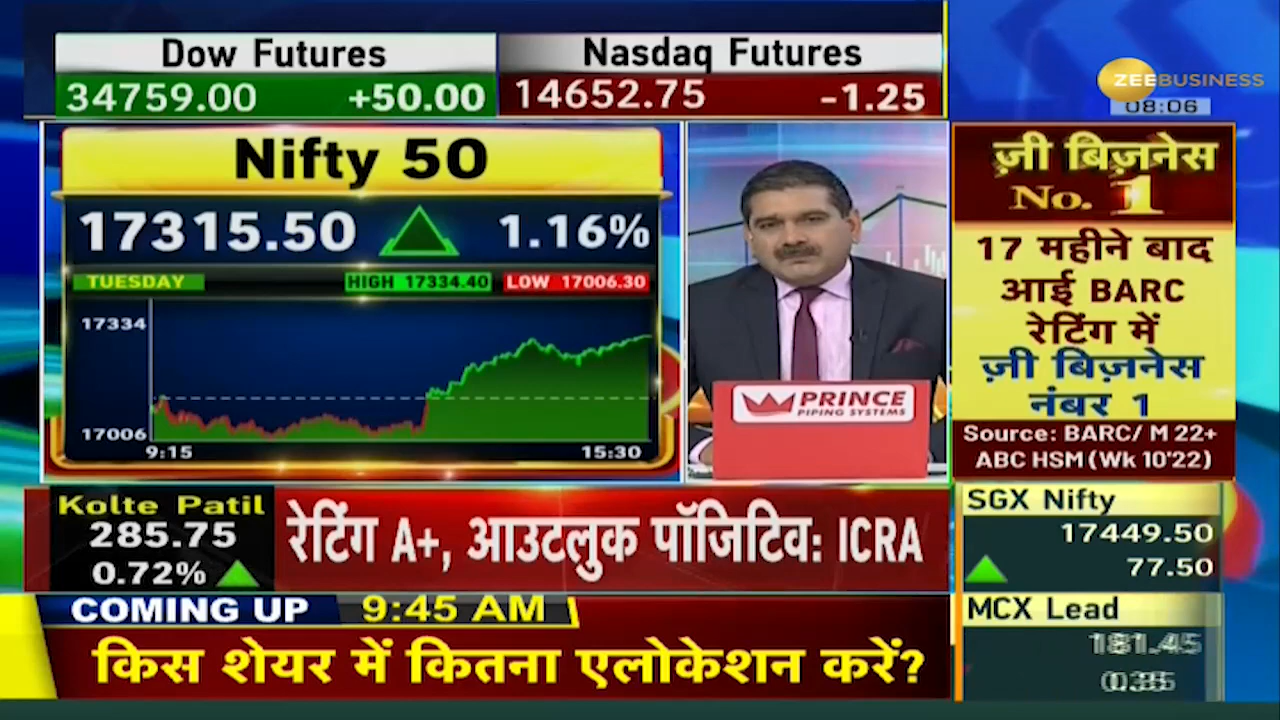 Dow Futures
34759.00 +50.00
Nasdaq Futures
14652.75 -1.25
ZEEBUSINESS
08:06
Nifty 50
17315.50 1.16%
TUESDAY HIGH 17334.40 LOW 17006.30
17334
17006
9:15 15:30
PRINCE
PIPING SYSTEMS
ज़ी बिज़नेस
No. 1
17 महीने बाद
आई BARC
रेटिंग में
ज़ी बिज़नेस
नंबर 1
Source: BARC/ M 22+
ABC HSM (Wk 10'22)
Kolte Patil
285.75
0.72%
रेटिंग A+, आउटलुक पॉजिटिव: ICRA
SGX Nifty
17449.50
77.50
COMING UP 9:45 AM
किस शेयर में कितना एलोकेशन करें?
MCX Lead